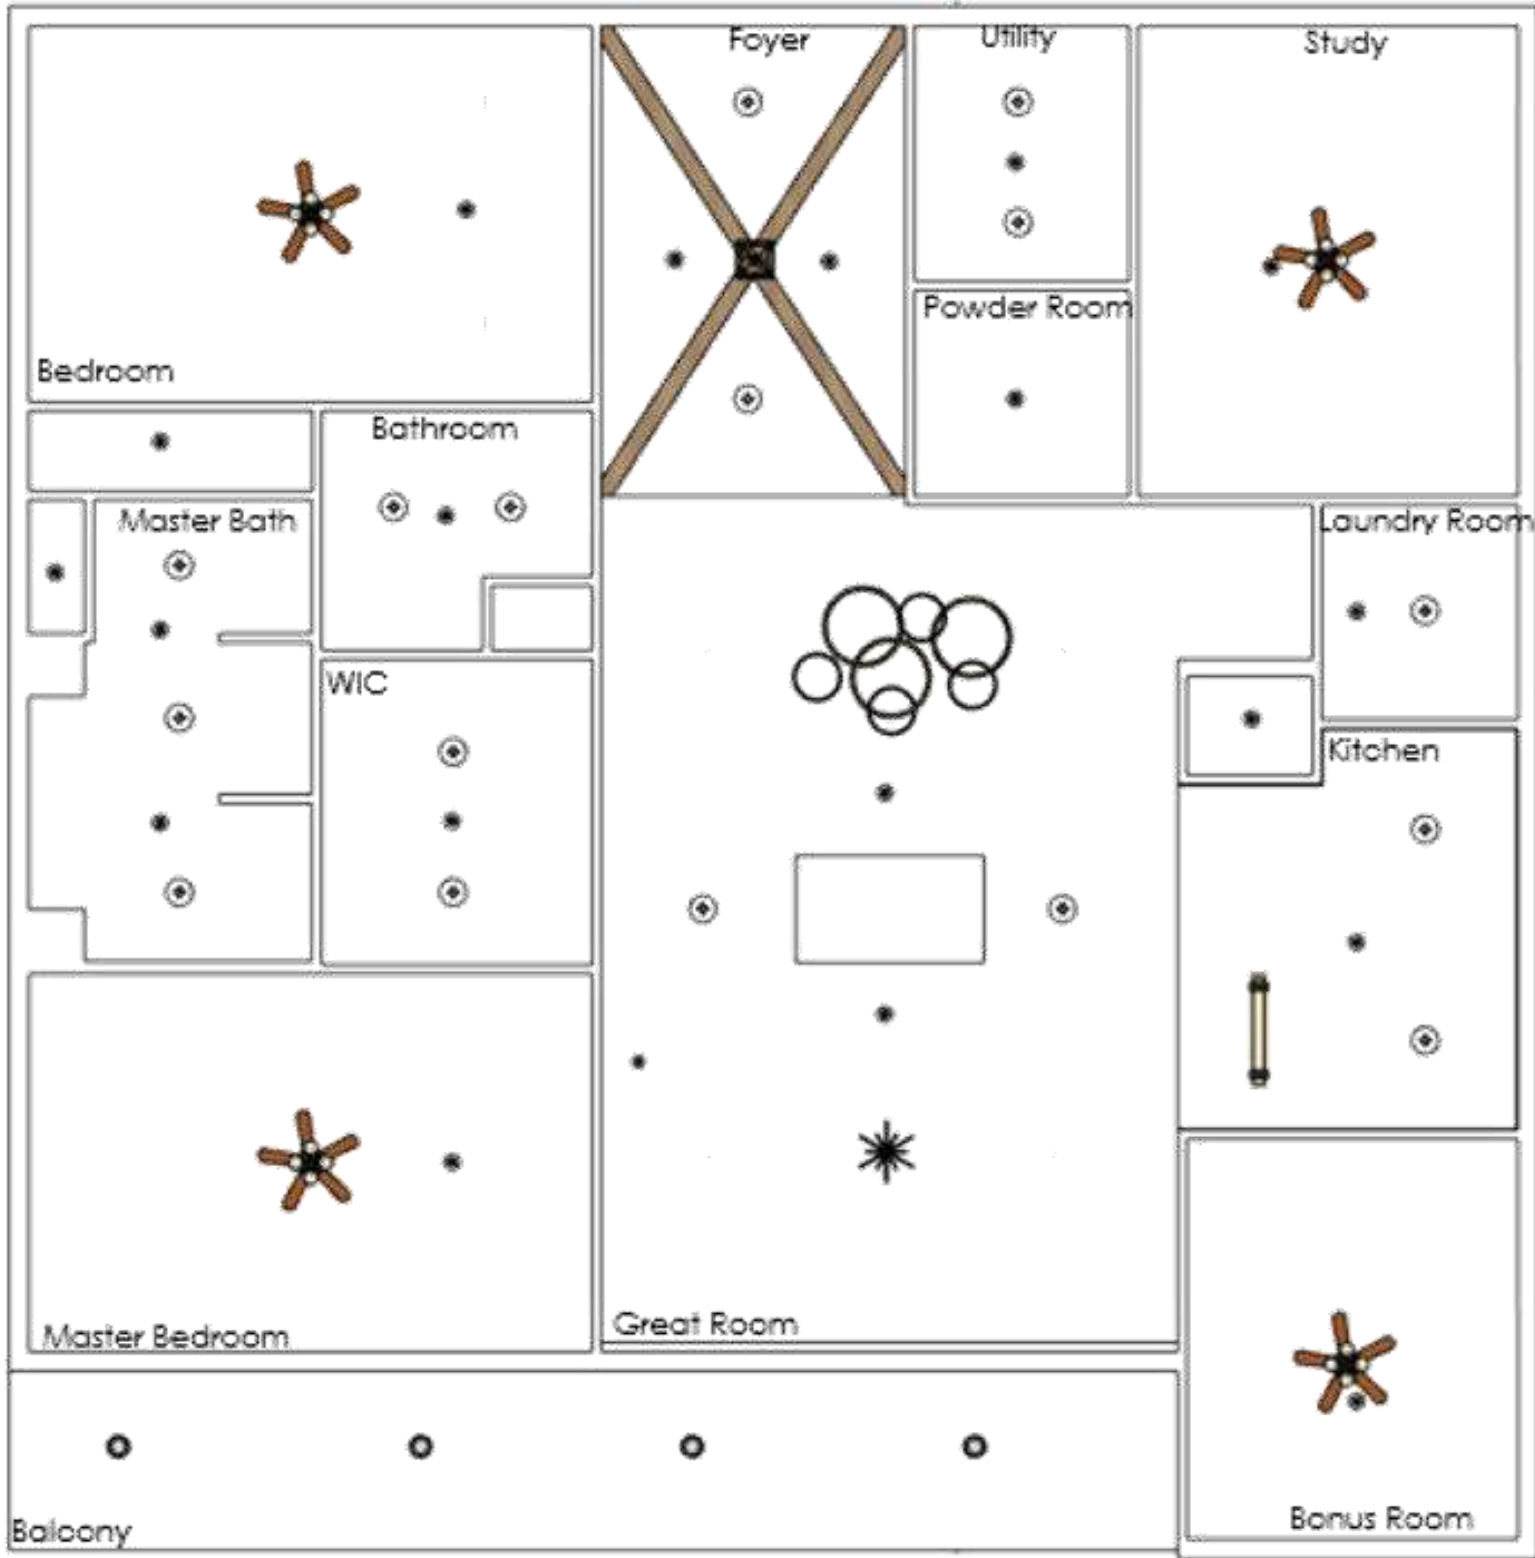 Foyer
Utility
Study
Powder Room
Bedroom
Bathroom
Master Bath
Laundry Room
WIC
Kitchen
Great Room
Master Bedroom
Bonus Room
Balcony